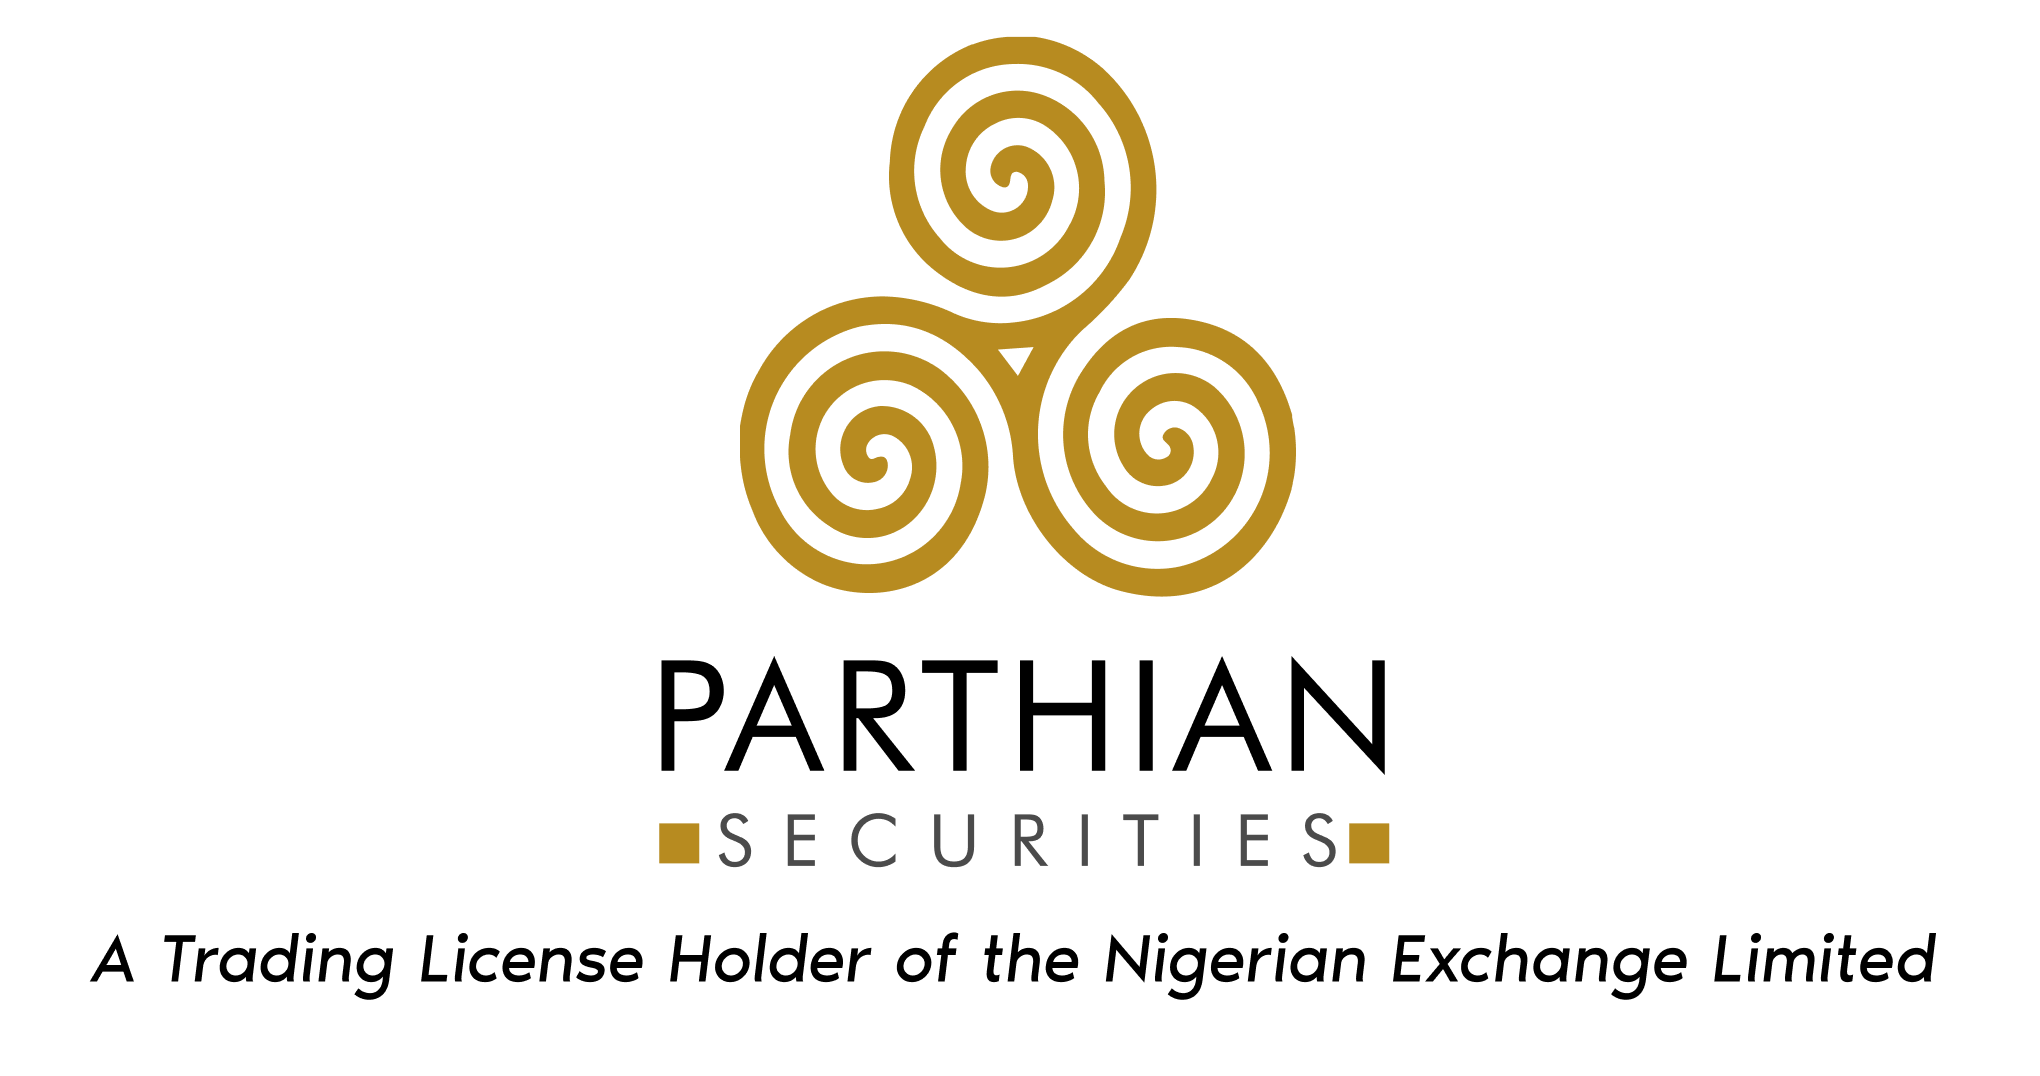 PARTHIAN
SECURITIES
A Trading License Holder of the Nigerian Exchange Limited